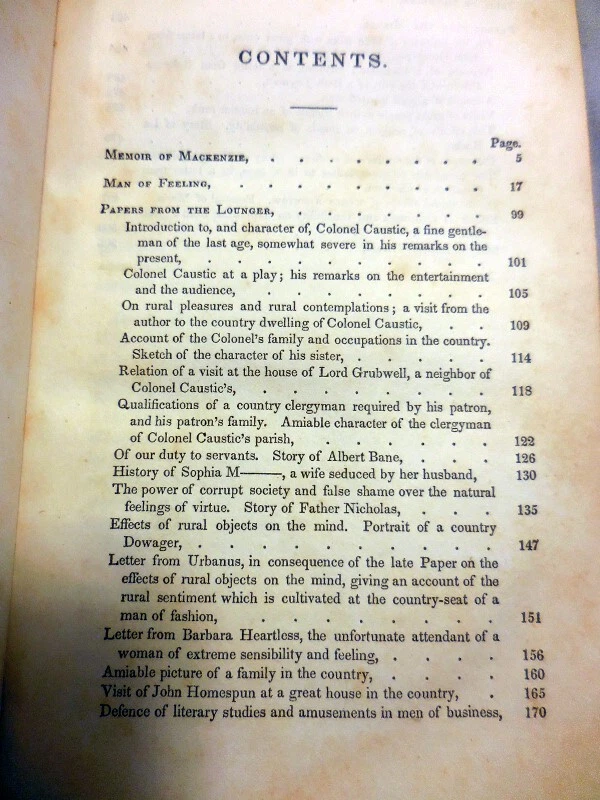 CONTENTS.
Page.
Memoir of Mackenzie, . . . . . . . . 5
Man of Feeling, . . . . . . . . . 17
Papers from the Lounger, . . . . . . . 99
Introduction to, and character of, Colonel Caustic, a fine gentle-
man of the last age, somewhat severe in his remarks on the
present, . . . . . . . . . 101
Colonel Caustic at a play; his remarks on the entertainment
and the audience, . . . . . . . 105
On rural pleasures and rural contemplations; a visit from the
author to the country dwelling of Colonel Caustic, . . 109
Account of the Colonel's family and occupations in the country.
Sketch of the character of his sister, . . . . . 114
Relation of a visit at the house of Lord Grubwell, a neighbor of
Colonel Caustic's, . . . . . . . 118
Qualifications of a country clergyman required by his patron,
and his patron's family. Amiable character of the clergyman
of Colonel Caustic's parish, . . . . . . 122
Of our duty to servants. Story of Albert Bane, . . . 126
History of Sophia M——, a wife seduced by her husband, 130
The power of corrupt society and false shame over the natural
feelings of virtue. Story of Father Nicholas, . . . 135
Effects of rural objects on the mind. Portrait of a country
Dowager, . . . . . . . . . 147
Letter from Urbanus, in consequence of the late Paper on the
effects of rural objects on the mind, giving an account of the
rural sentiment which is cultivated at the country-seat of a
man of fashion, . . . . . . . 151
Letter from Barbara Heartless, the unfortunate attendant of a
woman of extreme sensibility and feeling, . . . . 156
Amiable picture of a family in the country, . . . . 160
Visit of John Homespun at a great house in the country, . 165
Defence of literary studies and amusements in men of business, 170